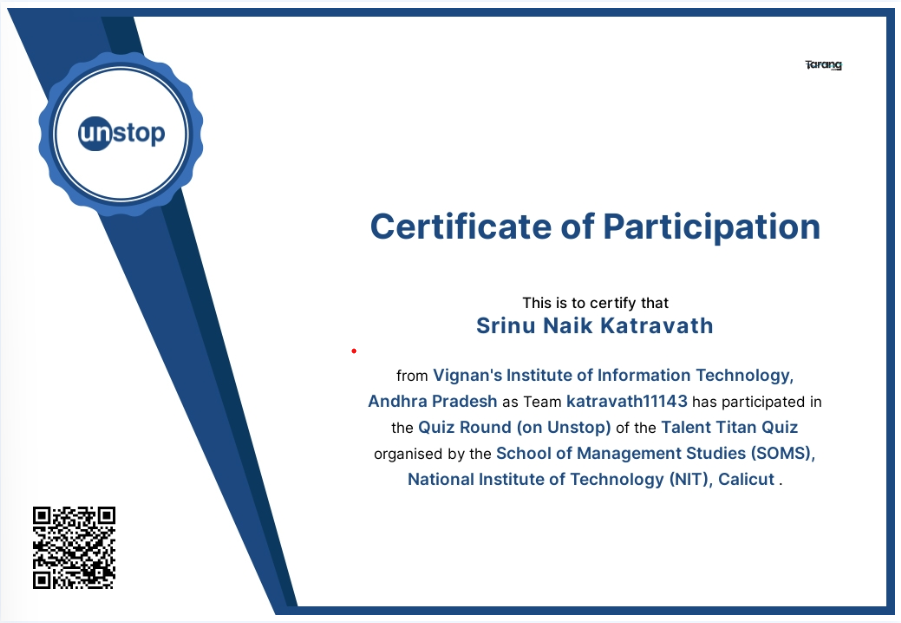 Tarang
unstop
Certificate of Participation
This is to certify that
Srinu Naik Katravath
from Vignan's Institute of Information Technology,
Andhra Pradesh as Team katravath11143 has participated in
the Quiz Round (on Unstop) of the Talent Titan Quiz
organised by the School of Management Studies (SOMS),
National Institute of Technology (NIT), Calicut .